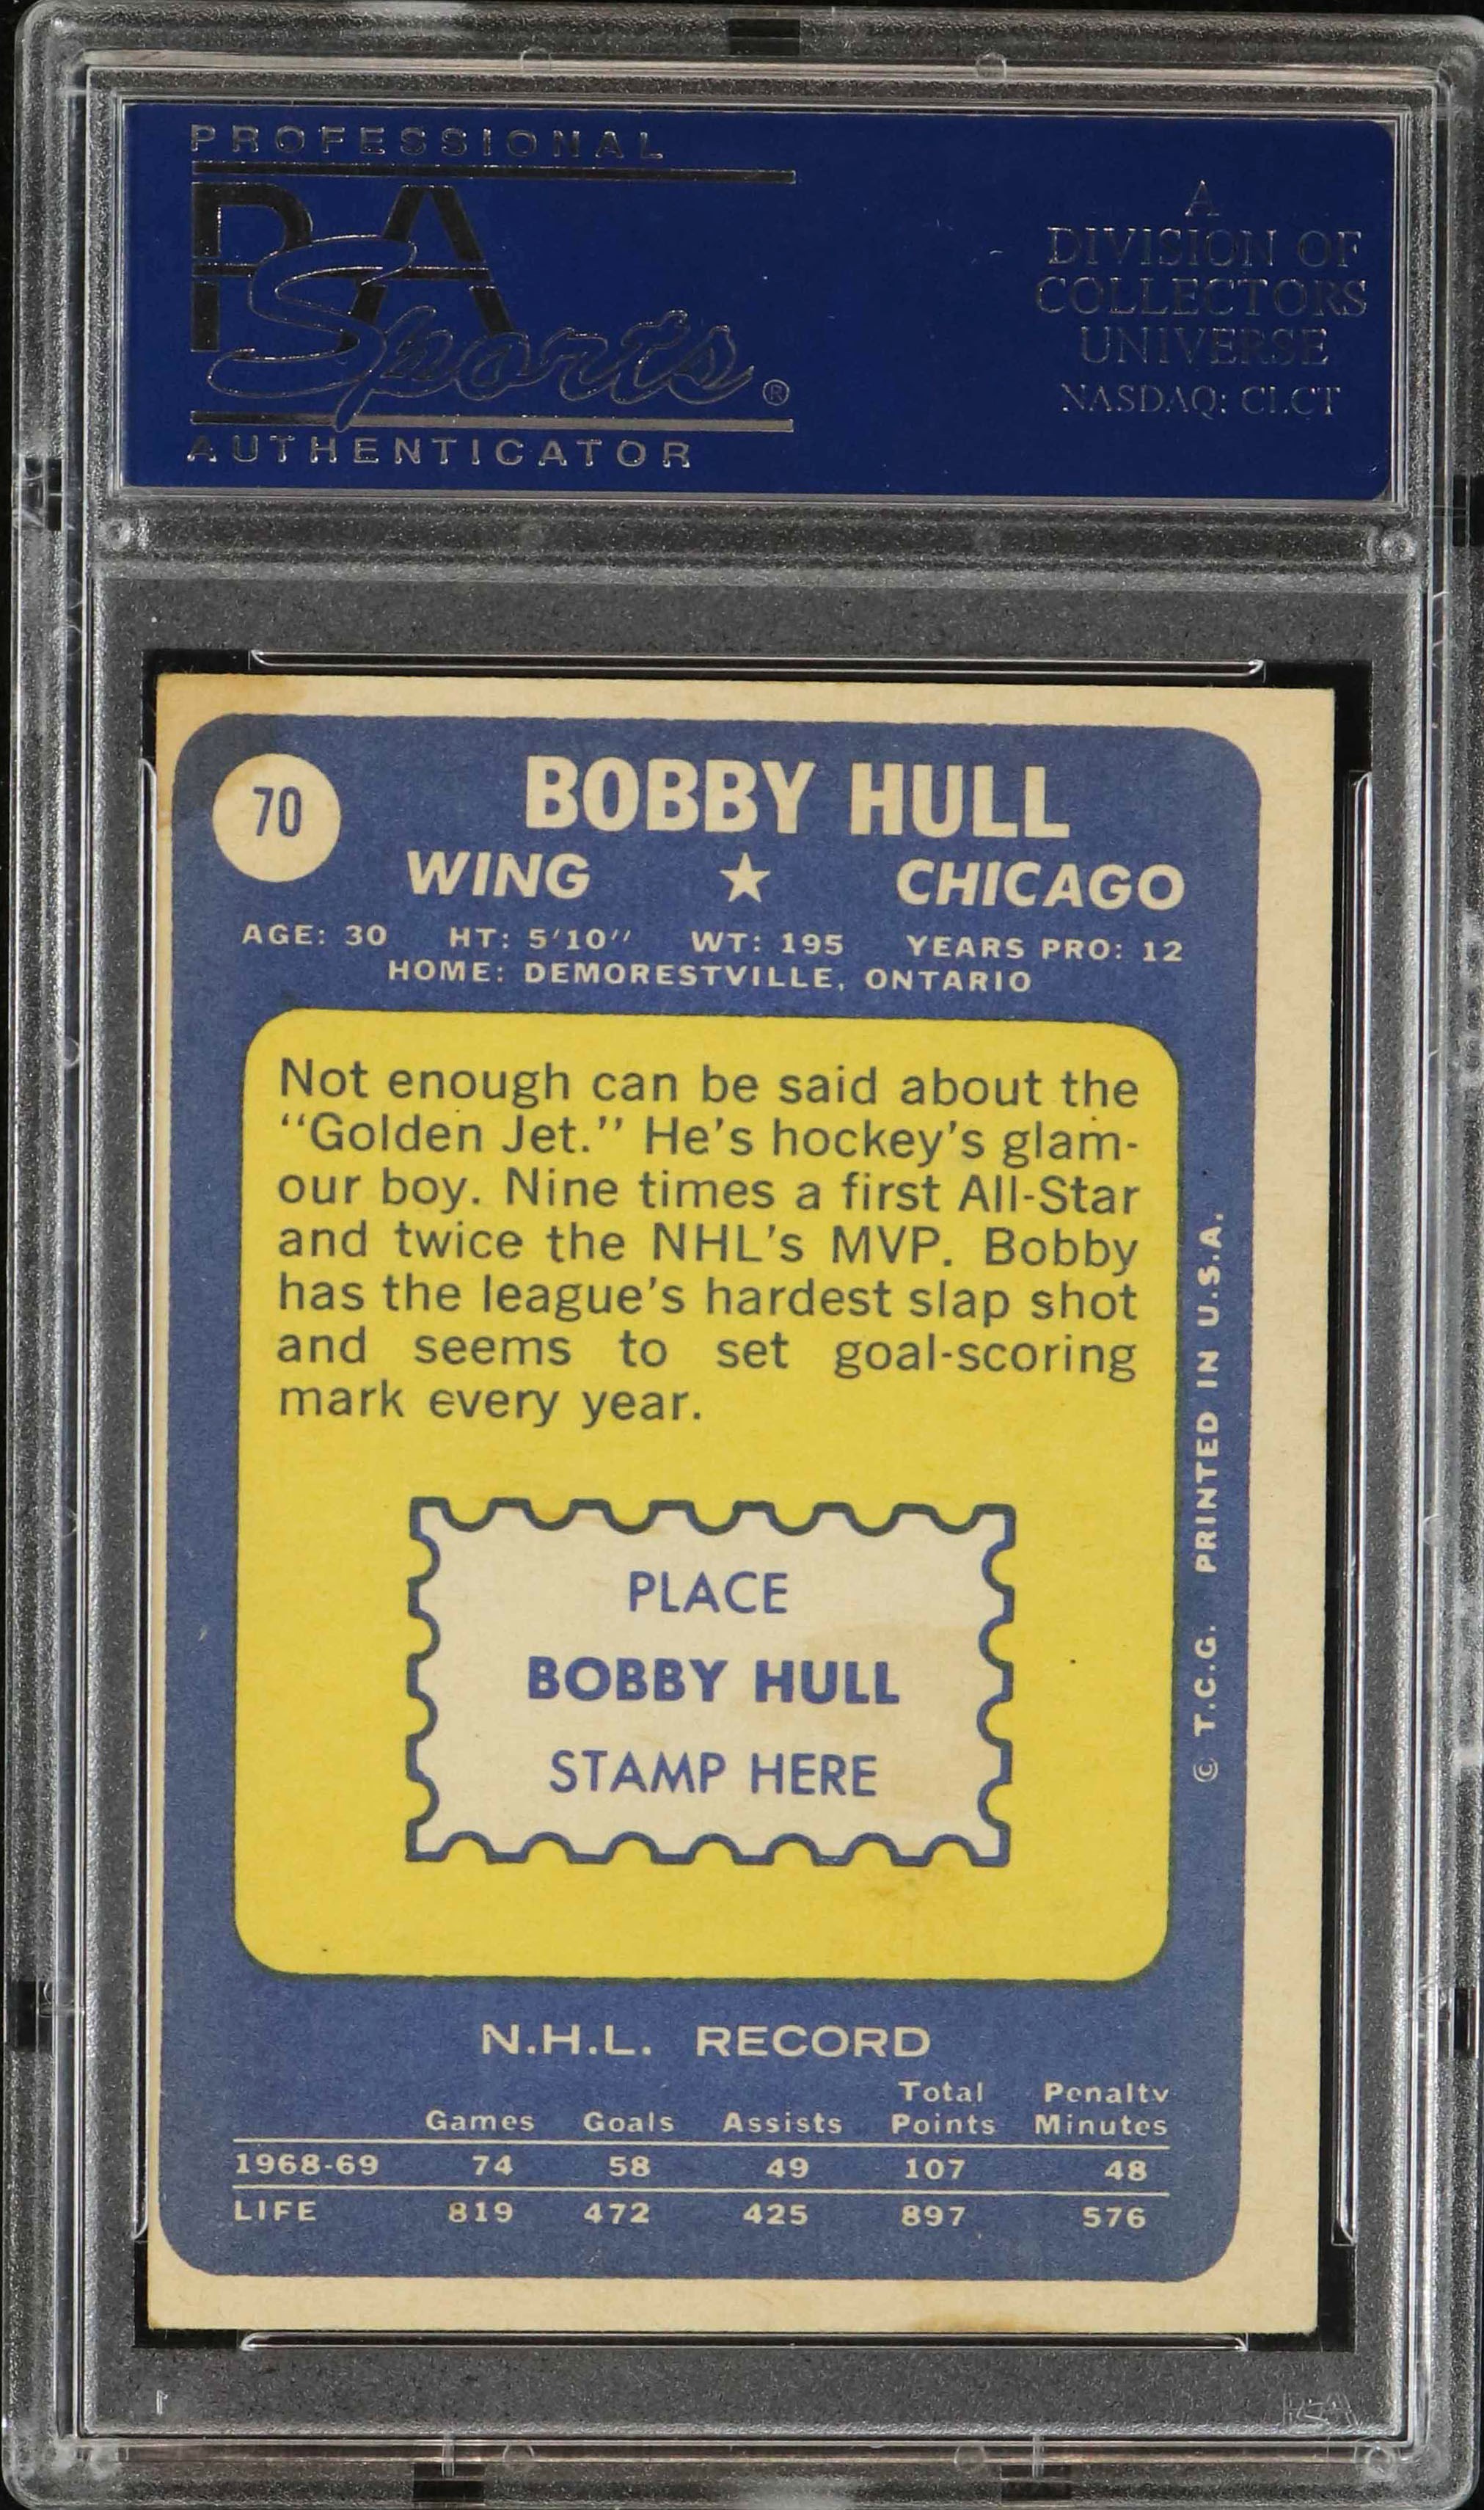 PROFESSIONAL
PSA
Sports®
AUTHENTICATOR
A
DIVISION OF
COLLECTORS
UNIVERSE
NASDAQ: CLCT
70
BOBBY HULL
WING ★ CHICAGO
AGE: 30 HT: 5'10'' WT: 195 YEARS PRO: 12
HOME: DEMORESTVILLE, ONTARIO
Not enough can be said about the
“Golden Jet.” He's hockey's glam-
our boy. Nine times a first All-Star
and twice the NHL's MVP. Bobby
has the league's hardest slap shot
and seems to set goal-scoring
mark every year.
PLACE
BOBBY HULL
STAMP HERE
© T.C.G. PRINTED IN U.S.A.
N.H.L. RECORD
Games Goals Assists Total Points Penalty Minutes
1968-69 74 58 49 107 48
LIFE 819 472 425 897 576
PSA